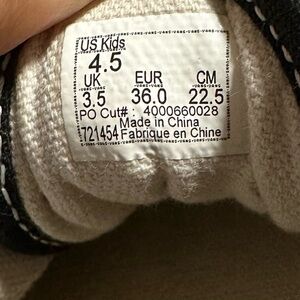 US Kids
4.5
UK EUR CM
3.5 36.0 22.5
PO Cut# : 4000660028
Made in China
721454 Fabrique en Chine